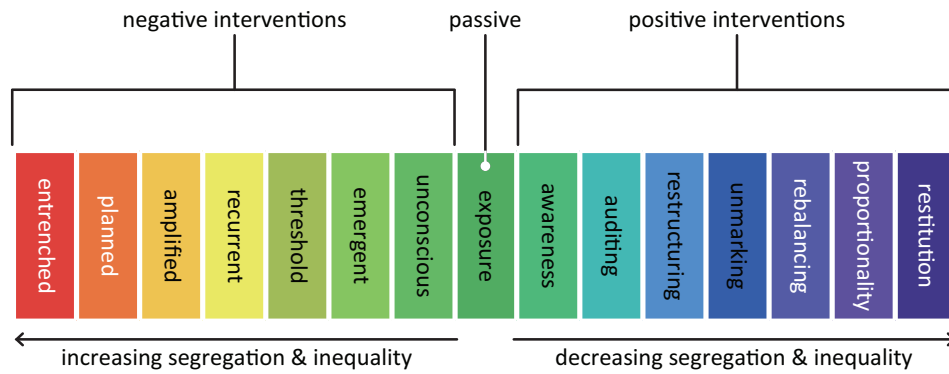 negative interventions
passive
positive interventions
entrenched
planned
amplified
recurrent
threshold
emergent
unconscious
exposure
awareness
auditing
restructuring
unmarking
rebalancing
proportionality
restitution
increasing segregation & inequality
decreasing segregation & inequality